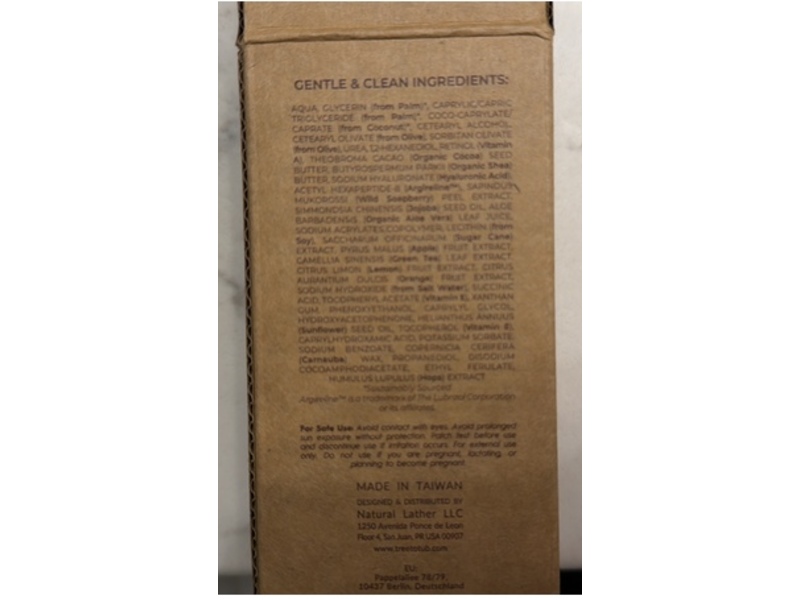 GENTLE & CLEAN INGREDIENTS:
AQUA, GLYCERIN (from Palm)*, CAPRYLIC/CAPRIC
TRIGLYCERIDE (from Palm)*, COCO-CAPRYLATE/
CAPRATE (from Coconut)*, CETEARYL ALCOHOL,
CETEARYL OLIVATE (from Olive), SORBITAN OLIVATE
(from Olive), UREA, 1,2-HEXANEDIOL, RETINOL (Vitamin
A), THEOBROMA CACAO (Organic Cocoa) SEED
BUTTER, BUTYROSPERMUM PARKII (Organic Shea)
BUTTER, SODIUM HYALURONATE (Hyaluronic Acid),
ACETYL HEXAPEPTIDE-8 (Argireline™), SAPINDUS
MUKOROSSI (Wild Soapberry) PEEL EXTRACT,
SIMMONDSIA CHINENSIS (Jojoba) SEED OIL, ALOE
BARBADENSIS (Organic Aloe Vera) LEAF JUICE,
SODIUM ACRYLATES COPOLYMER, LECITHIN (from
Soy), SACCHARUM OFFICINARUM (Sugar Cane)
EXTRACT, PYRUS MALUS (Apple) FRUIT EXTRACT,
CAMELLIA SINENSIS (Green Tea) LEAF EXTRACT,
CITRUS LIMON (Lemon) FRUIT EXTRACT, CITRUS
AURANTIUM DULCIS (Orange) FRUIT EXTRACT,
SODIUM HYDROXIDE (from Salt Water), SUCCINIC
ACID, TOCOPHERYL ACETATE (Vitamin E), XANTHAN
GUM, PHENOXYETHANOL, CAPRYLYL GLYCOL,
HYDROXYACETOPHENONE, HELIANTHUS ANNUUS
(Sunflower) SEED OIL, TOCOPHEROL (Vitamin E),
CAPRYLHYDROXAMIC ACID, POTASSIUM SORBATE,
SODIUM BENZOATE, COPERNICIA CERIFERA
(Carnauba) WAX, PROPANEDIOL, DISODIUM
COCOAMPHODIACETATE, ETHYL FERULATE,
HUMULUS LUPULUS (Hops) EXTRACT
*Sustainably Sourced
Argireline™ is a trademark of The Lubrizol Corporation
or its affiliates.
For Safe Use: Avoid contact with eyes. Avoid prolonged
sun exposure without protection. Patch test before use
and discontinue use if irritation occurs. For external use
only. Do not use if you are pregnant, lactating, or
planning to become pregnant.
MADE IN TAIWAN
DESIGNED & DISTRIBUTED BY
Natural Lather LLC
1250 Avenida Ponce de Leon
Floor 4, San Juan, PR USA 00907
www.treetotub.com
EU:
Pappelallee 78/79,
10437 Berlin, Deutschland